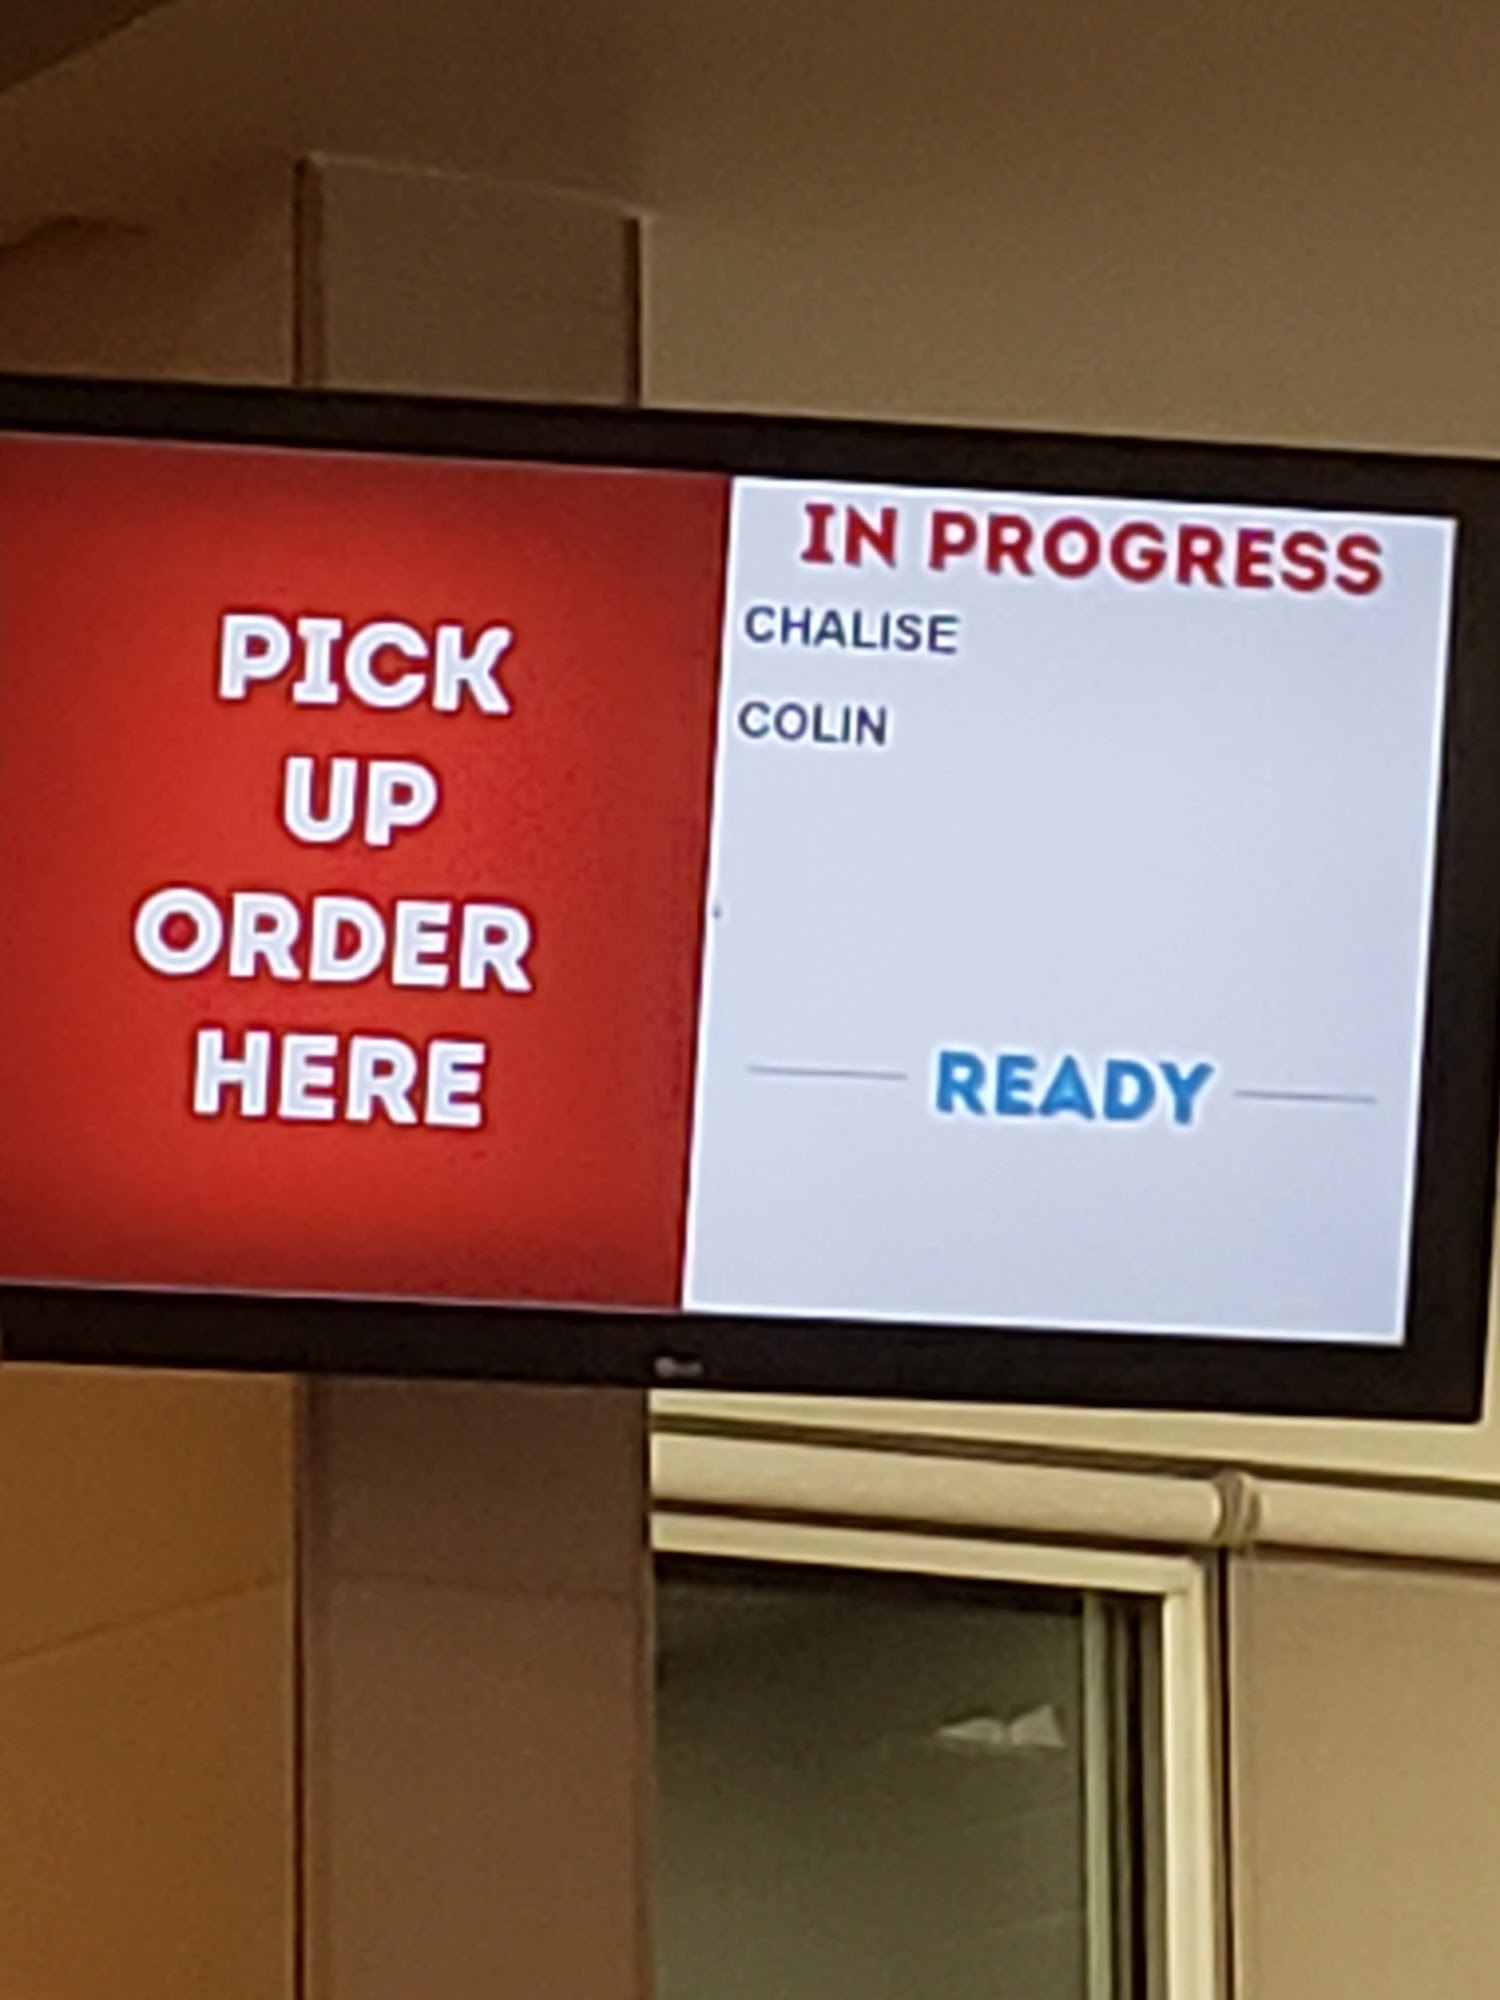 PICK
UP
ORDER
HERE
IN PROGRESS
CHALISE
COLIN
READY